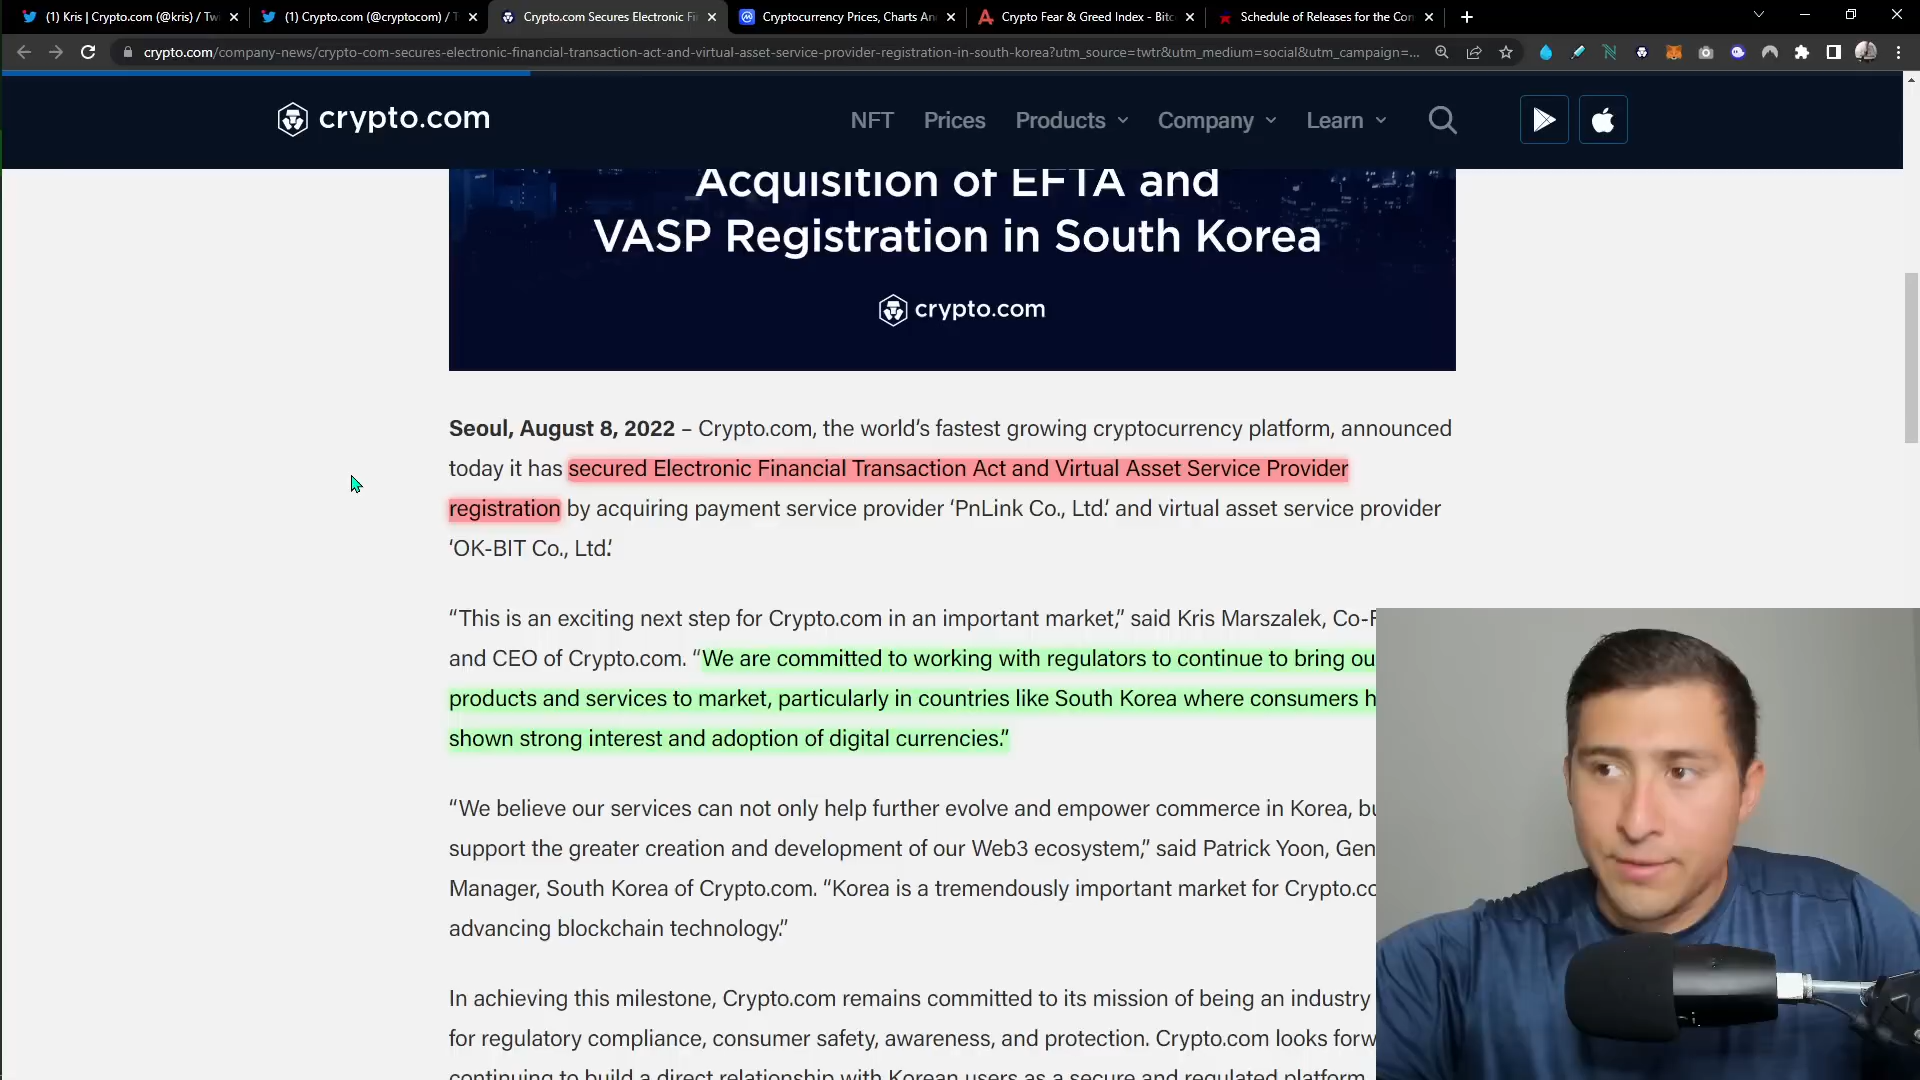 (1) Kris | Crypto.com (@kris) / Twi
(1) Crypto.com (@cryptocom) / T
Crypto.com Secures Electronic Fi
Cryptocurrency Prices, Charts An
Crypto Fear & Greed Index - Bitc
Schedule of Releases for the Con
crypto.com/company-news/crypto-com-secures-electronic-financial-transaction-act-and-virtual-asset-service-provider-registration-in-south-korea?utm_source=twtr&utm_medium=social&utm_campaign=...
crypto.com
NFT
Prices
Products
Company
Learn
Acquisition of EFTA and
VASP Registration in South Korea
crypto.com
Seoul, August 8, 2022 – Crypto.com, the world’s fastest growing cryptocurrency platform, announced
today it has secured Electronic Financial Transaction Act and Virtual Asset Service Provider
registration by acquiring payment service provider ‘PnLink Co., Ltd.’ and virtual asset service provider
‘OK-BIT Co., Ltd.’
“This is an exciting next step for Crypto.com in an important market,” said Kris Marszalek, Co-F
and CEO of Crypto.com. “We are committed to working with regulators to continue to bring ou
products and services to market, particularly in countries like South Korea where consumers h
shown strong interest and adoption of digital currencies.”
“We believe our services can not only help further evolve and empower commerce in Korea, bu
support the greater creation and development of our Web3 ecosystem,” said Patrick Yoon, Gen
Manager, South Korea of Crypto.com. “Korea is a tremendously important market for Crypto.co
advancing blockchain technology.”
In achieving this milestone, Crypto.com remains committed to its mission of being an industry
for regulatory compliance, consumer safety, awareness, and protection. Crypto.com looks forw
continuing to build a direct relationship with Korean users as a secure and regulated platform